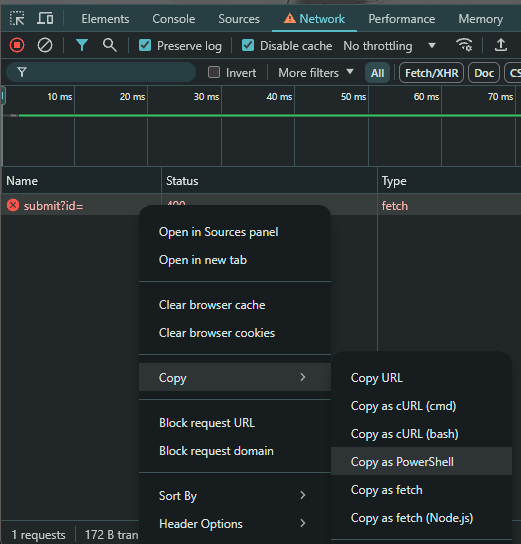 Elements Console Sources Network Performance Memory
Preserve log Disable cache No throttling
Invert More filters All Fetch/XHR Doc
10 ms 20 ms 30 ms 40 ms 50 ms 60 ms 70 ms
Name Status Type
submit?id= 400 fetch
Open in Sources panel
Open in new tab
Clear browser cache
Clear browser cookies
Copy
Block request URL
Block request domain
Sort By
Header Options
Copy URL
Copy as cURL (cmd)
Copy as cURL (bash)
Copy as PowerShell
Copy as fetch
Copy as fetch (Node.js)
1 requests 172 B tran